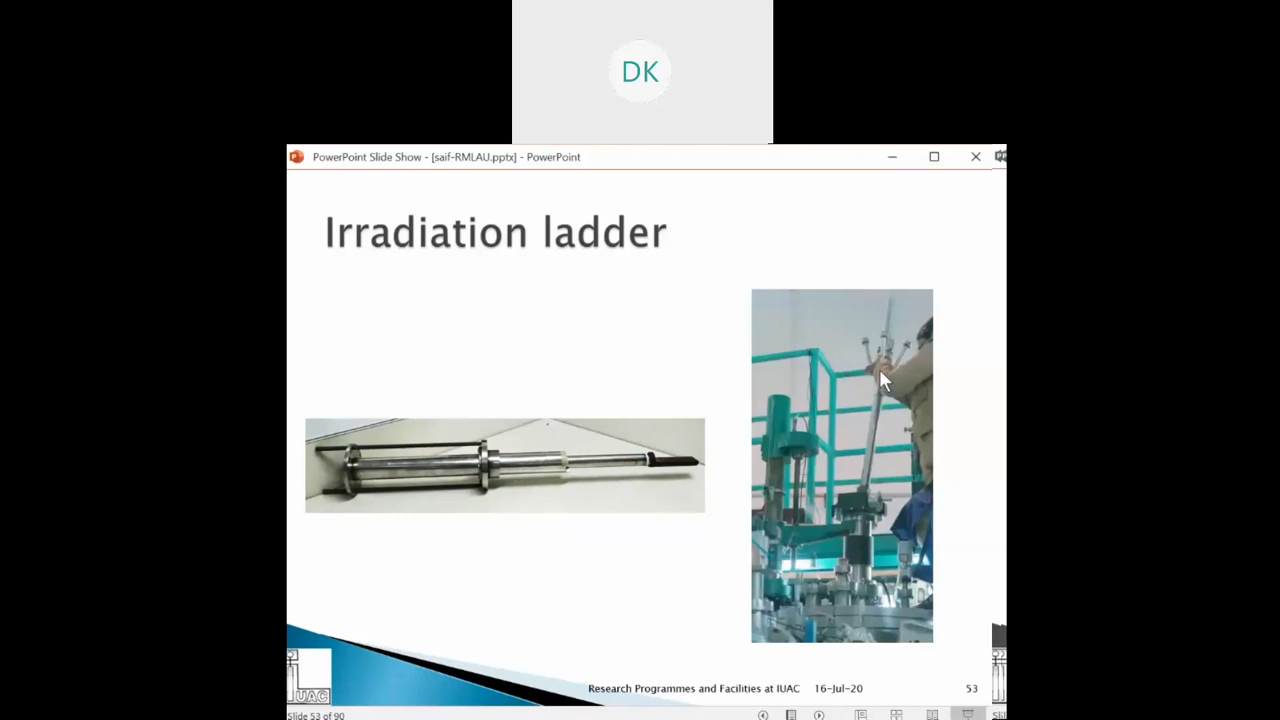 DK
PowerPoint Slide Show - [saif-RMLAU.pptx] - PowerPoint
Irradiation ladder
IUAC
Research Programmes and Facilities at IUAC 16-Jul-20 53
Slide 53 of 90